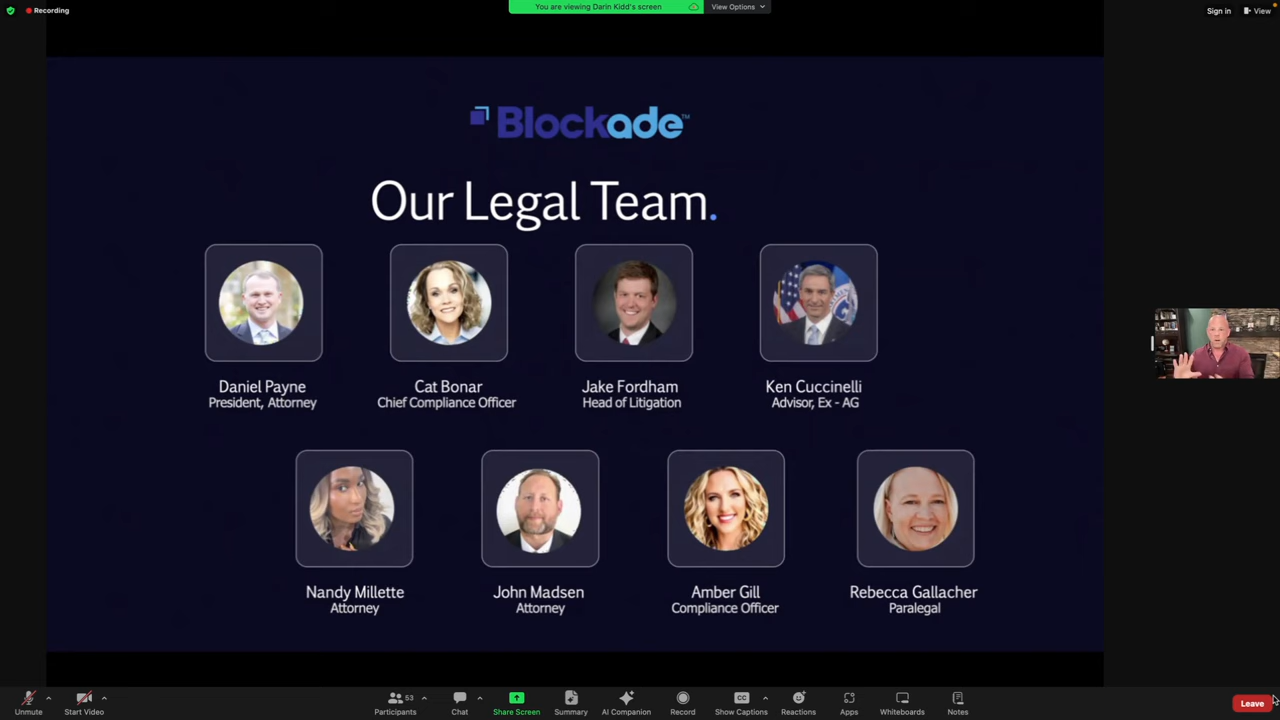 Recording
You are viewing Darin Kidd's screen
View Options
Sign in
View
Blockade™
Our Legal Team.
Daniel Payne
President, Attorney
Cat Bonar
Chief Compliance Officer
Jake Fordham
Head of Litigation
Ken Cuccinelli
Advisor, Ex - AG
Nandy Millette
Attorney
John Madsen
Attorney
Amber Gill
Compliance Officer
Rebecca Gallacher
Paralegal
Unmute
Start Video
53
Participants
Chat
Share Screen
Summary
AI Companion
Record
CC
Show Captions
Reactions
Apps
Whiteboards
Notes
Leave